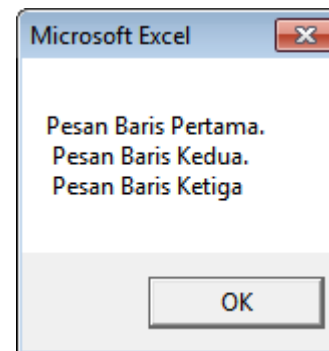 Microsoft Excel
Pesan Baris Pertama.
Pesan Baris Kedua.
Pesan Baris Ketiga
OK